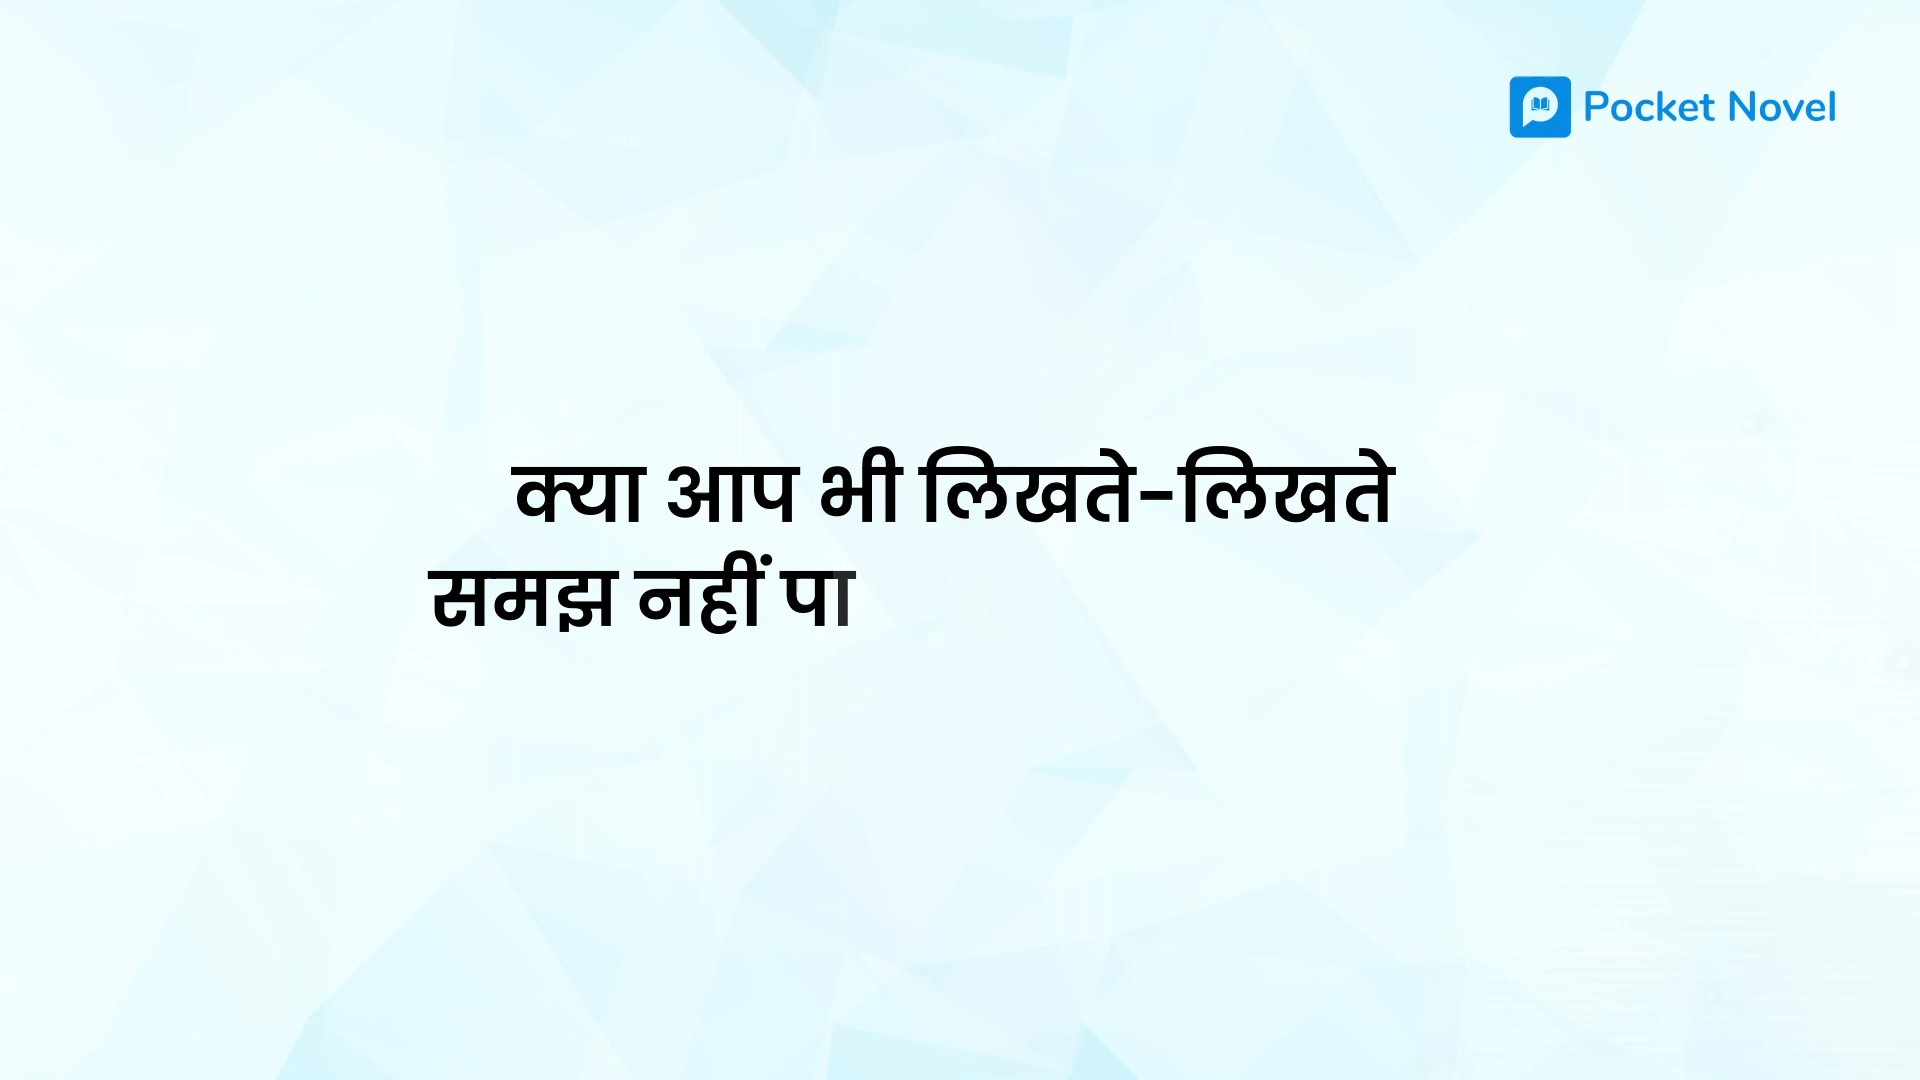 Pocket Novel
क्या आप भी लिखते-लिखते
समझ नहीं पा